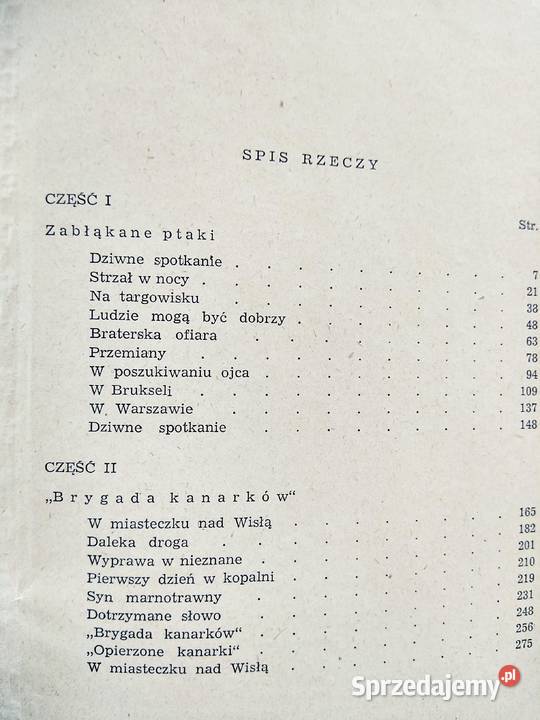 SPIS RZECZY
CZĘŚĆ I
Str.
Zabłąkane ptaki
Dziwne spotkanie . . . . . . . . 7
Strzał w nocy . . . . . . . . . 21
Na targowisku . . . . . . . . 38
Ludzie mogą być dobrzy . . . . . . 48
Braterska ofiara . . . . . . . . 63
Przemiany . . . . . . . . . 78
W poszukiwaniu ojca . . . . . . . 94
W Brukseli . . . . . . . . . 109
W Warszawie . . . . . . . . 137
Dziwne spotkanie . . . . . . . . 148
CZĘŚĆ II
„Brygada kanarków“
W miasteczku nad Wisłą . . . . . . 165
Daleka droga . . . . . . . . 182
Wyprawa w nieznane . . . . . . . 201
Pierwszy dzień w kopalni . . . . . . 210
Syn marnotrawny . . . . . . . 219
Dotrzymane słowo . . . . . . . 231
„Brygada kanarków“ . . . . . . . 248
„Opierzone kanarki“ . . . . . . . 256
W miasteczku nad Wisłą . . . . . . 275
Sprzedajemy.pl